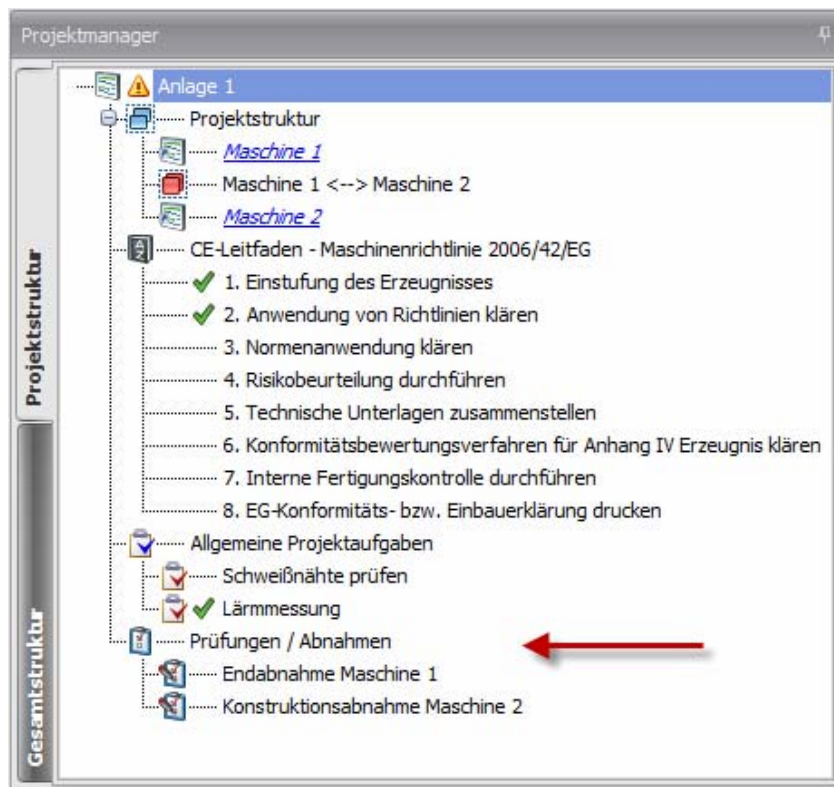 Projektmanager
Projektstruktur
Gesamtstruktur
Anlage 1
Projektstruktur
Maschine 1
Maschine 1 <--> Maschine 2
Maschine 2
CE-Leitfaden - Maschinenrichtlinie 2006/42/EG
1. Einstufung des Erzeugnisses
2. Anwendung von Richtlinien klären
3. Normenanwendung klären
4. Risikobeurteilung durchführen
5. Technische Unterlagen zusammenstellen
6. Konformitätsbewertungsverfahren für Anhang IV Erzeugnis klären
7. Interne Fertigungskontrolle durchführen
8. EG-Konformitäts- bzw. Einbauerklärung drucken
Allgemeine Projektaufgaben
Schweißnähte prüfen
Lärmmessung
Prüfungen / Abnahmen
Endabnahme Maschine 1
Konstruktionsabnahme Maschine 2